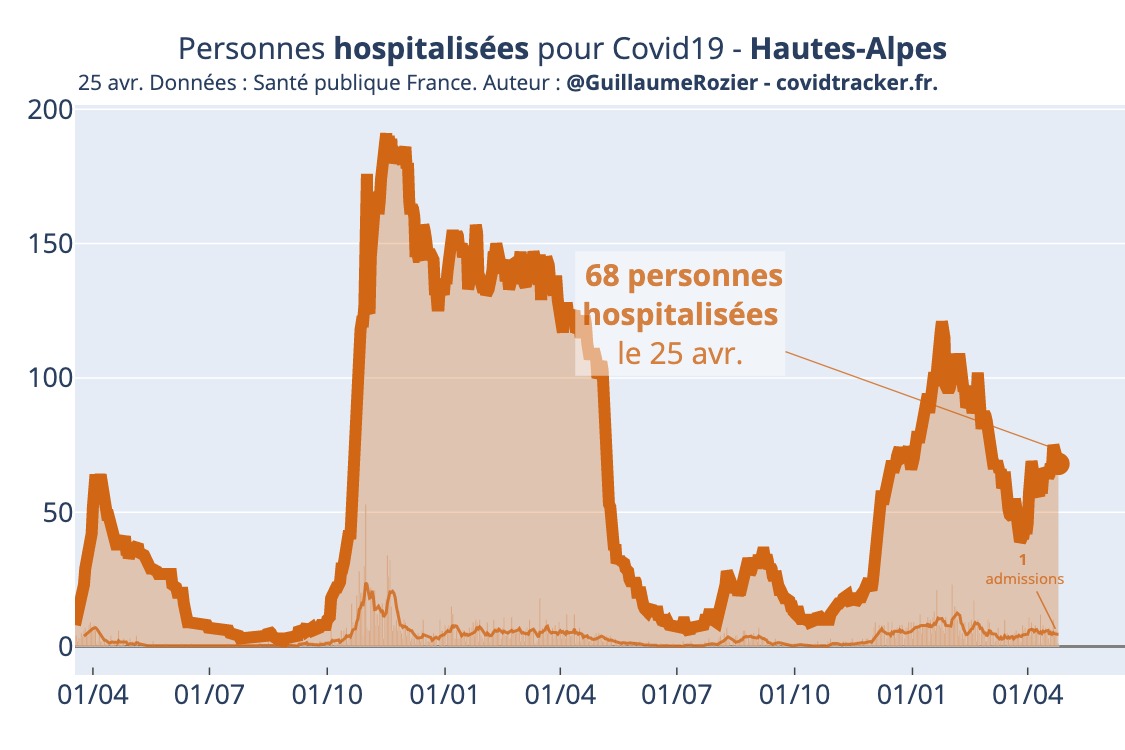 Personnes hospitalisées pour Covid19 - Hautes-Alpes
25 avr. Données : Santé publique France. Auteur : @GuillaumeRozier - covidtracker.fr.
200
150
68 personnes
hospitalisées
le 25 avr.
100
50
1
admissions
0
01/04 01/07 01/10 01/01 01/04 01/07 01/10 01/01 01/04